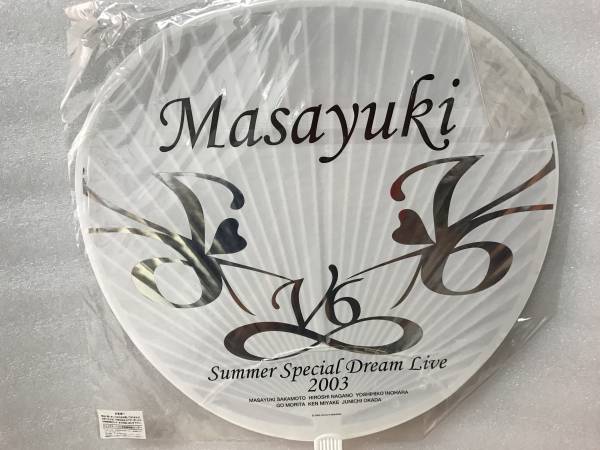 Masayuki
V6
Summer Special Dream Live
2003
MASAYUKI SAKAMOTO HIROSHI NAGANO YOSHIHIKO INOHARA
GO MORITA KEN MIYAKE JUNICHI OKADA